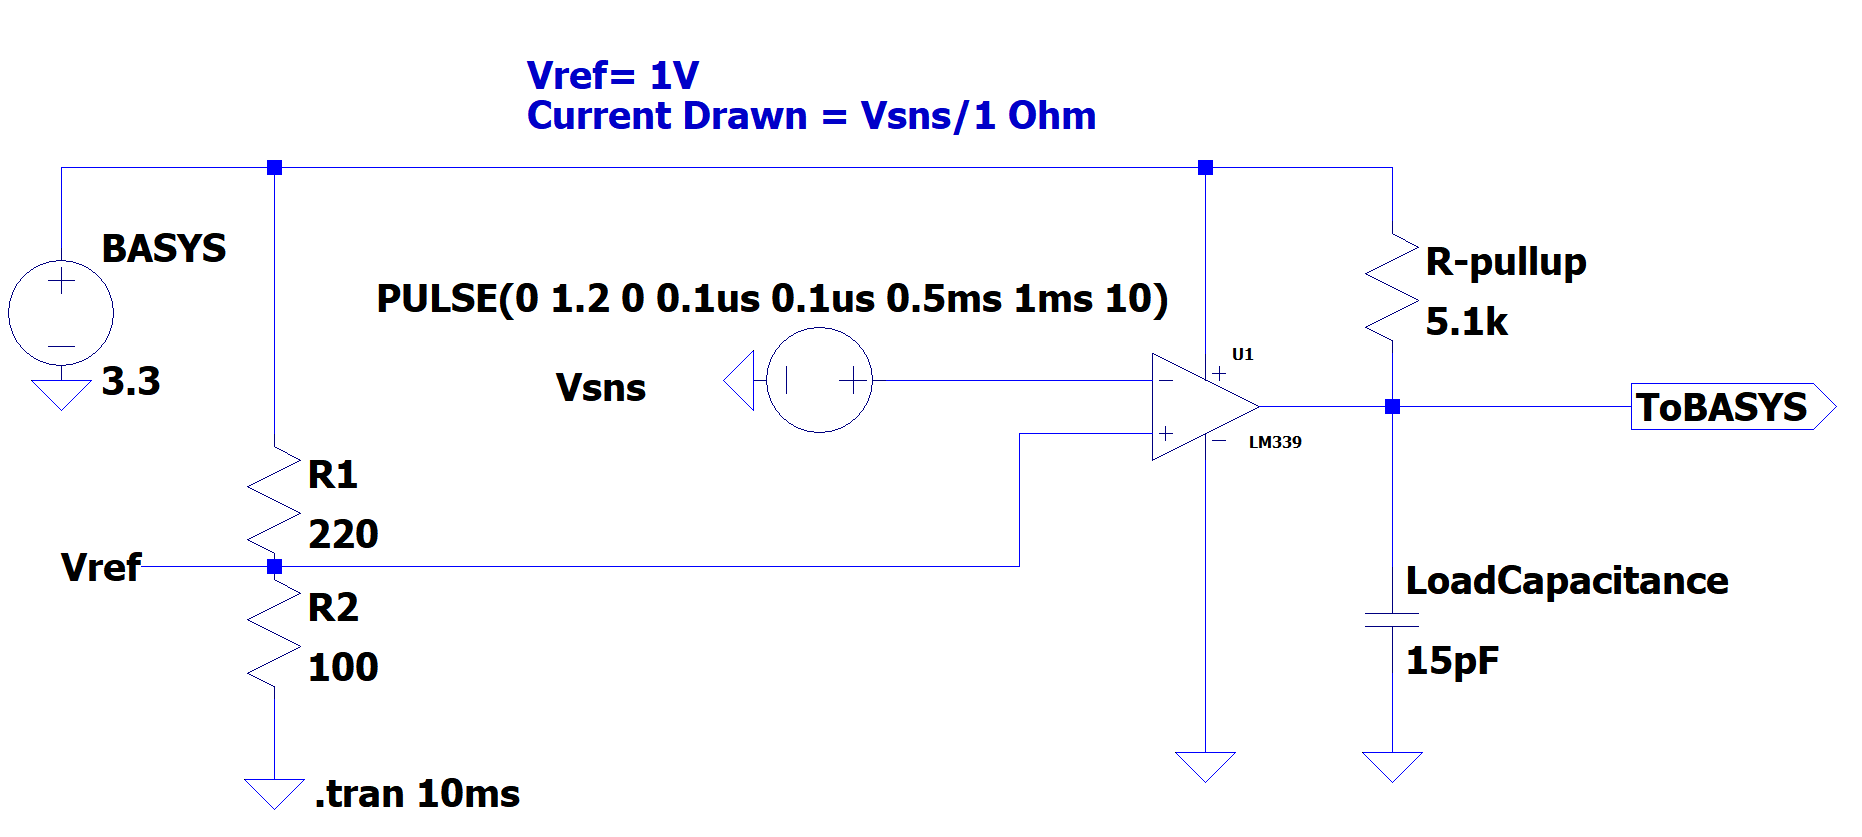 Vref= 1V
Current Drawn = Vsns/1 Ohm
BASYS
3.3
PULSE(0 1.2 0 0.1us 0.1us 0.5ms 1ms 10)
Vsns
R-pullup
5.1k
U1
LM339
ToBASYS
R1
220
Vref
R2
100
LoadCapacitance
15pF
.tran 10ms